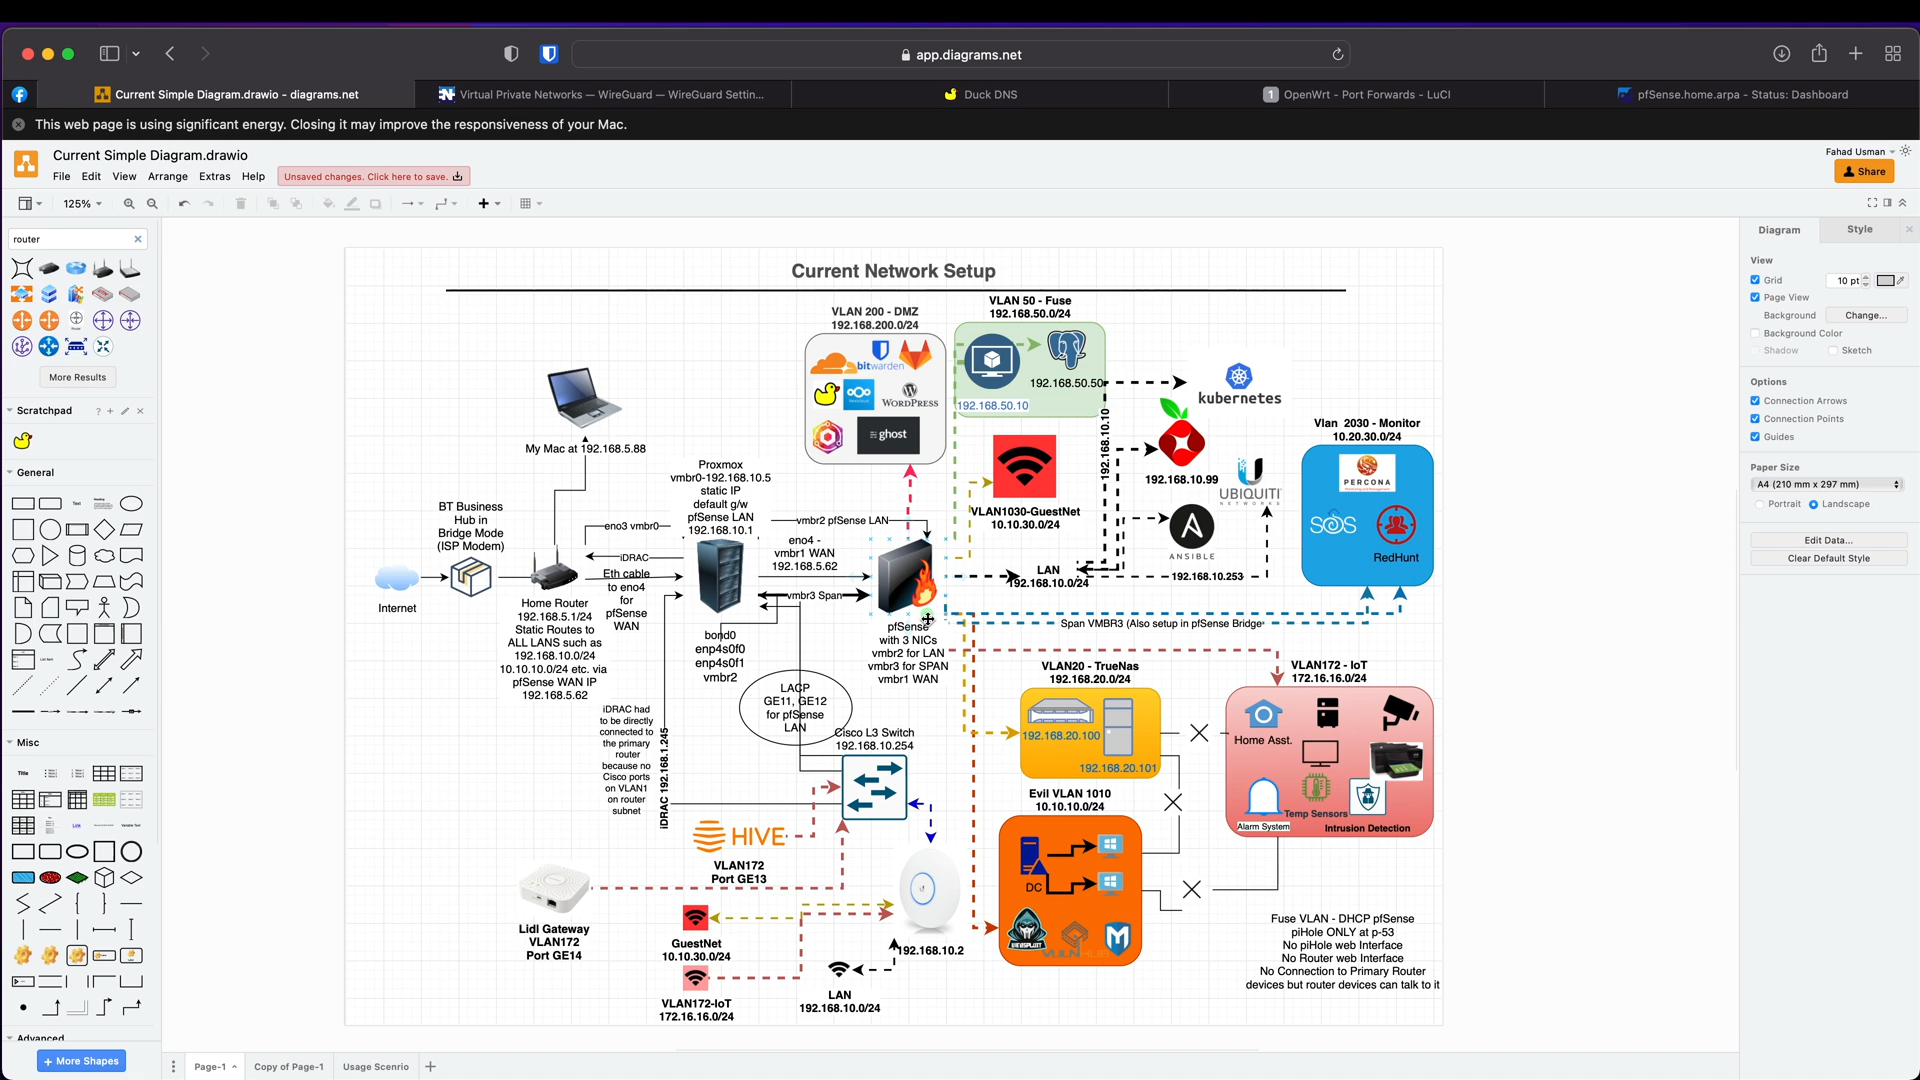 app.diagrams.net
Current Simple Diagram.drawio - diagrams.net
Virtual Private Networks — WireGuard — WireGuard Settin...
Duck DNS
1 OpenWrt - Port Forwards - LuCI
pfSense.home.arpa - Status: Dashboard
This web page is using significant energy. Closing it may improve the responsiveness of your Mac.
Current Simple Diagram.drawio
Fahad Usman
File Edit View Arrange Extras Help
Unsaved changes. Click here to save.
Share
125%
router
More Results
Scratchpad
?
General
Text
Heading
List Item
Misc
Title
Link
Variable Text
Advanced
+ More Shapes
Current Network Setup
VLAN 200 - DMZ
192.168.200.0/24
bitwarden
WORDPRESS
ghost
VLAN 50 - Fuse
192.168.50.0/24
192.168.50.50
192.168.50.10
kubernetes
192.168.10.10
192.168.10.99
UBIQUITI
NETWORKS
ANSIBLE
192.168.10.253
VLAN1030-GuestNet
10.10.30.0/24
LAN
192.168.10.0/24
Vlan 2030 - Monitor
10.20.30.0/24
PERCONA
RedHunt
My Mac at 192.168.5.88
BT Business
Hub in
Bridge Mode
(ISP Modem)
Internet
Home Router
192.168.5.1/24
Static Routes to
ALL LANS such as
192.168.10.0/24
10.10.10.0/24 etc. via
pfSense WAN IP
192.168.5.62
Proxmox
vmbr0-192.168.10.5
static IP
default g/w
pfSense LAN
192.168.10.1
eno3 vmbr0
iDRAC
Eth cable
to eno4
for
pfSense
WAN
vmbr2 pfSense LAN
eno4 -
vmbr1 WAN
192.168.5.62
vmbr3 Span
bond0
enp4s0f0
enp4s0f1
vmbr2
pfSense
with 3 NICs
vmbr2 for LAN
vmbr3 for SPAN
vmbr1 WAN
Span VMBR3 (Also setup in pfSense Bridge
LACP
GE11, GE12
for pfSense
LAN
iDRAC had
to be directly
connected to
the primary
router
because no
Cisco ports
on VLAN1
on router
subnet
iDRAC 192.168.1.245
Cisco L3 Switch
192.168.10.254
HIVE
VLAN172
Port GE13
Lidl Gateway
VLAN172
Port GE14
GuestNet
10.10.30.0/24
VLAN172-IoT
172.16.16.0/24
LAN
192.168.10.0/24
192.168.10.2
VLAN20 - TrueNas
192.168.20.0/24
192.168.20.100
192.168.20.101
Evil VLAN 1010
10.10.10.0/24
DC
VULNHUB
VLAN172 - IoT
172.16.16.0/24
Home Asst.
Temp Sensors
Alarm System
Intrusion Detection
Fuse VLAN - DHCP pfSense
piHole ONLY at p-53
No piHole web Interface
No Router web Interface
No Connection to Primary Router
devices but router devices can talk to it
Diagram
Style
View
Grid
10 pt
Page View
Background
Change...
Background Color
Shadow
Sketch
Options
Connection Arrows
Connection Points
Guides
Paper Size
A4 (210 mm x 297 mm)
Portrait
Landscape
Edit Data...
Clear Default Style
Page-1
Copy of Page-1
Usage Scenrio